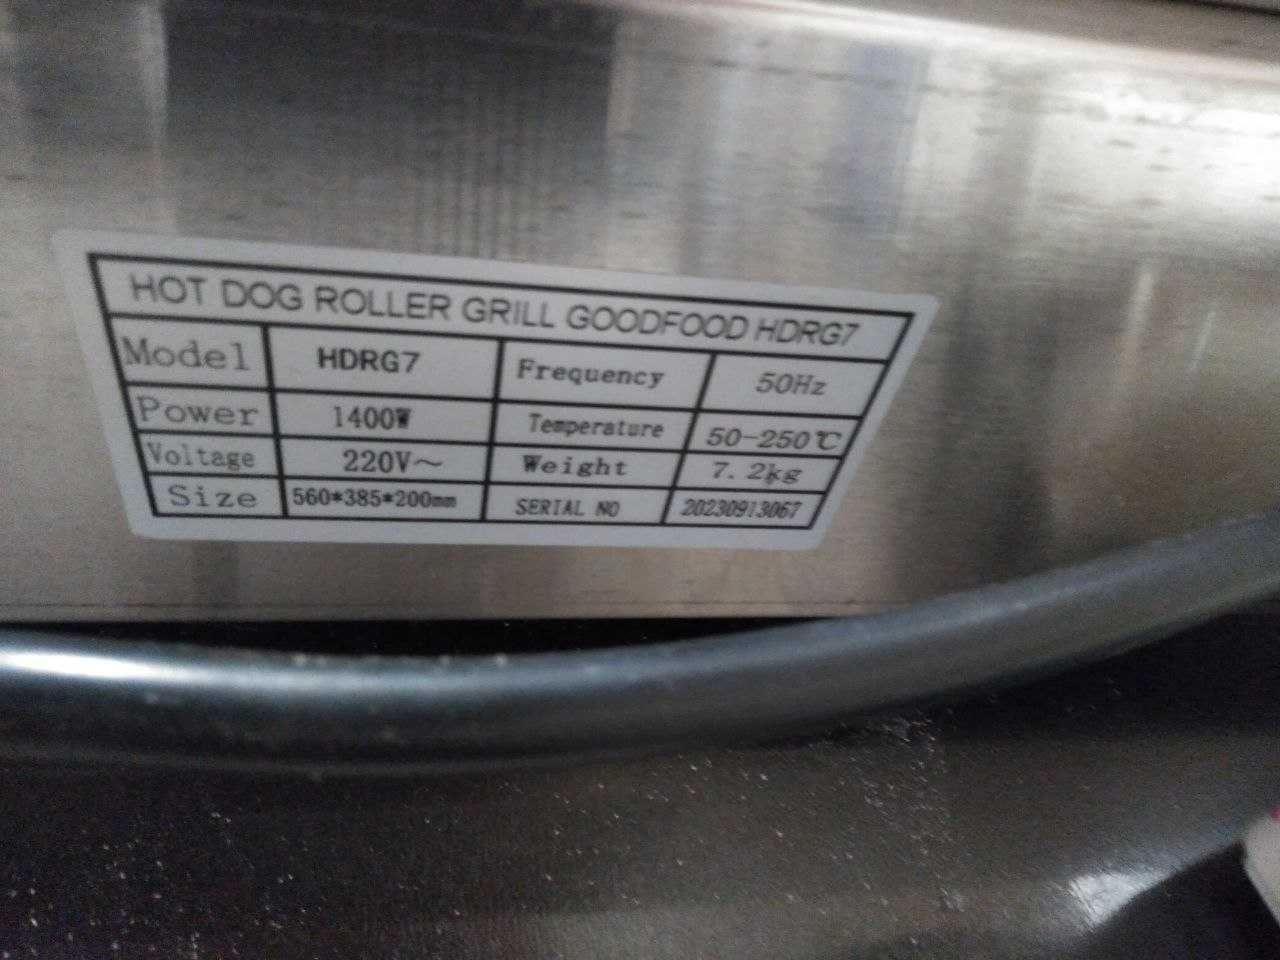 HOT DOG ROLLER GRILL GOODFOOD HDRG7
Model HDRG7 Frequency 50Hz
Power 1400W Temperature 50-250℃
Voltage 220V~ Weight 7.2kg
Size 560*385*200mm SERIAL NO 20230913067